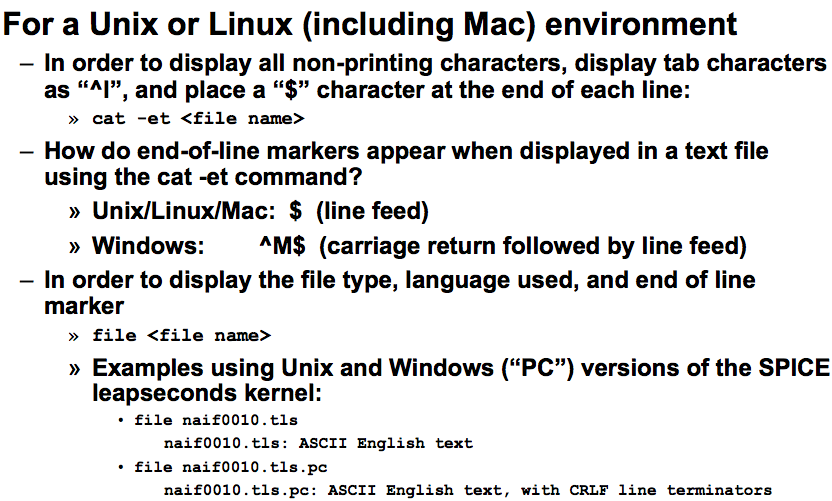 For a Unix or Linux (including Mac) environment
– In order to display all non-printing characters, display tab characters
as “^I”, and place a “$” character at the end of each line:
» cat -et <file name>
– How do end-of-line markers appear when displayed in a text file
using the cat -et command?
» Unix/Linux/Mac: $ (line feed)
» Windows: ^M$ (carriage return followed by line feed)
– In order to display the file type, language used, and end of line
marker
» file <file name>
» Examples using Unix and Windows (“PC”) versions of the SPICE
leapseconds kernel:
• file naif0010.tls
naif0010.tls: ASCII English text
• file naif0010.tls.pc
naif0010.tls.pc: ASCII English text, with CRLF line terminators